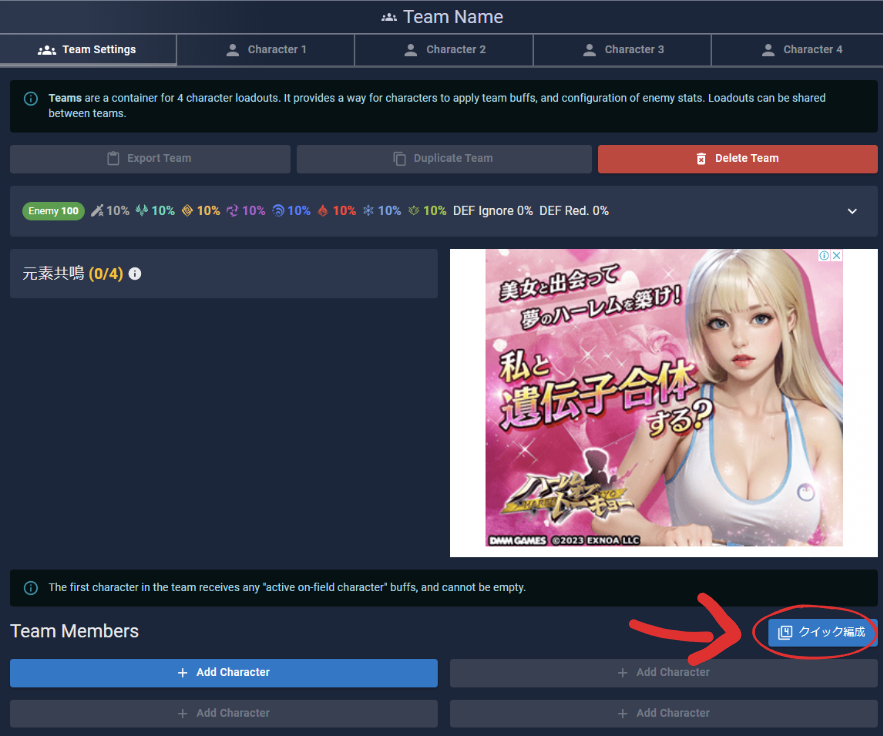 Team Name
Team Settings
Character 1
Character 2
Character 3
Character 4
Teams are a container for 4 character loadouts. It provides a way for characters to apply team buffs, and configuration of enemy stats. Loadouts can be shared
between teams.
Export Team
Duplicate Team
Delete Team
Enemy 100 10% 10% 10% 10% 10% 10% 10% 10% DEF Ignore 0% DEF Red. 0%
元素共鳴 (0/4)
美女と出会って
夢のハーレムを築け!
私と
遺伝子合体
する?
ハーレム オブ
トーキョー
DMM GAMES ©2023 EXNOA LLC
The first character in the team receives any "active on-field character" buffs, and cannot be empty.
Team Members
クイック編成
+ Add Character
+ Add Character
+ Add Character
+ Add Character